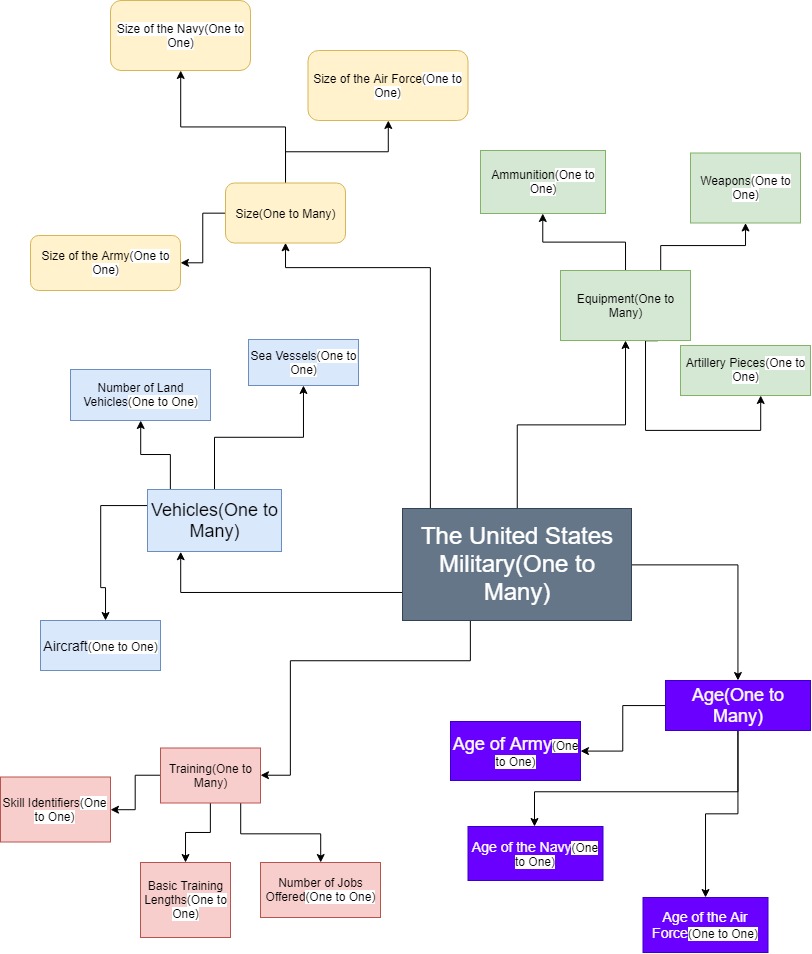 Size of the Navy(One to
One)
Size of the Air Force(One to
One)
Size(One to Many)
Size of the Army(One to
One)
Ammunition(One to
One)
Weapons(One to
One)
Equipment(One to
Many)
Artillery Pieces(One to
One)
Sea Vessels(One to
One)
Number of Land
Vehicles(One to One)
Vehicles(One to
Many)
Aircraft(One to One)
The United States
Military(One to
Many)
Age(One to
Many)
Age of Army(One
to One)
Age of the Navy(One
to One)
Age of the Air
Force(One to One)
Training(One to
Many)
Skill Identifiers(One
to One)
Basic Training
Lengths(One to
One)
Number of Jobs
Offered(One to One)